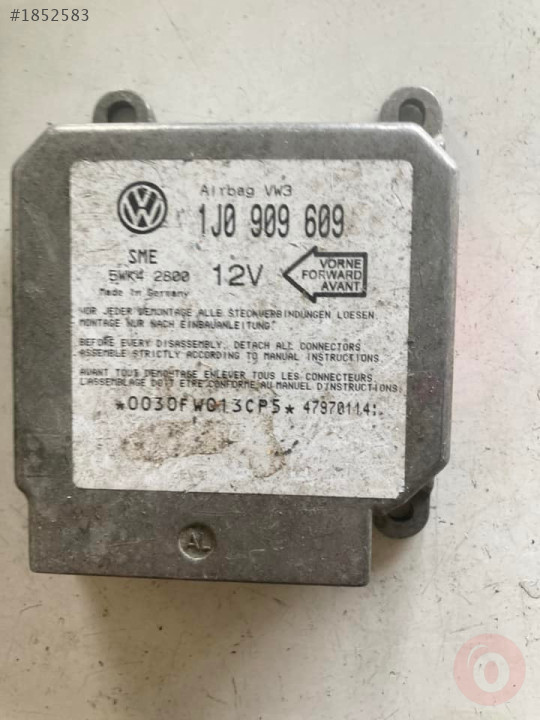 #1852583
Airbag VW3
1J0 909 609
SME
5WK4 2800
12V
VORNE
FORWARD
AVANT
Made in Germany
VOR JEDER DEMONTAGE ALLE STECKVERBINDUNGEN LOESEN.
MONTAGE NUR NACH EINBAUANLEITUNG!
BEFORE EVERY DISASSEMBLY, DETACH ALL CONNECTORS.
ASSEMBLE STRICTLY ACCORDING TO MANUAL INSTRUCTIONS.
AVANT TOUT DEMONTAGE ENLEVER TOUS LES CONNECTEURS.
L'ASSEMBLAGE DOIT ETRE CONFORME AU MANUEL D'INSTRUCTIONS.
*0030FWQ13CPS* 47970114
AL